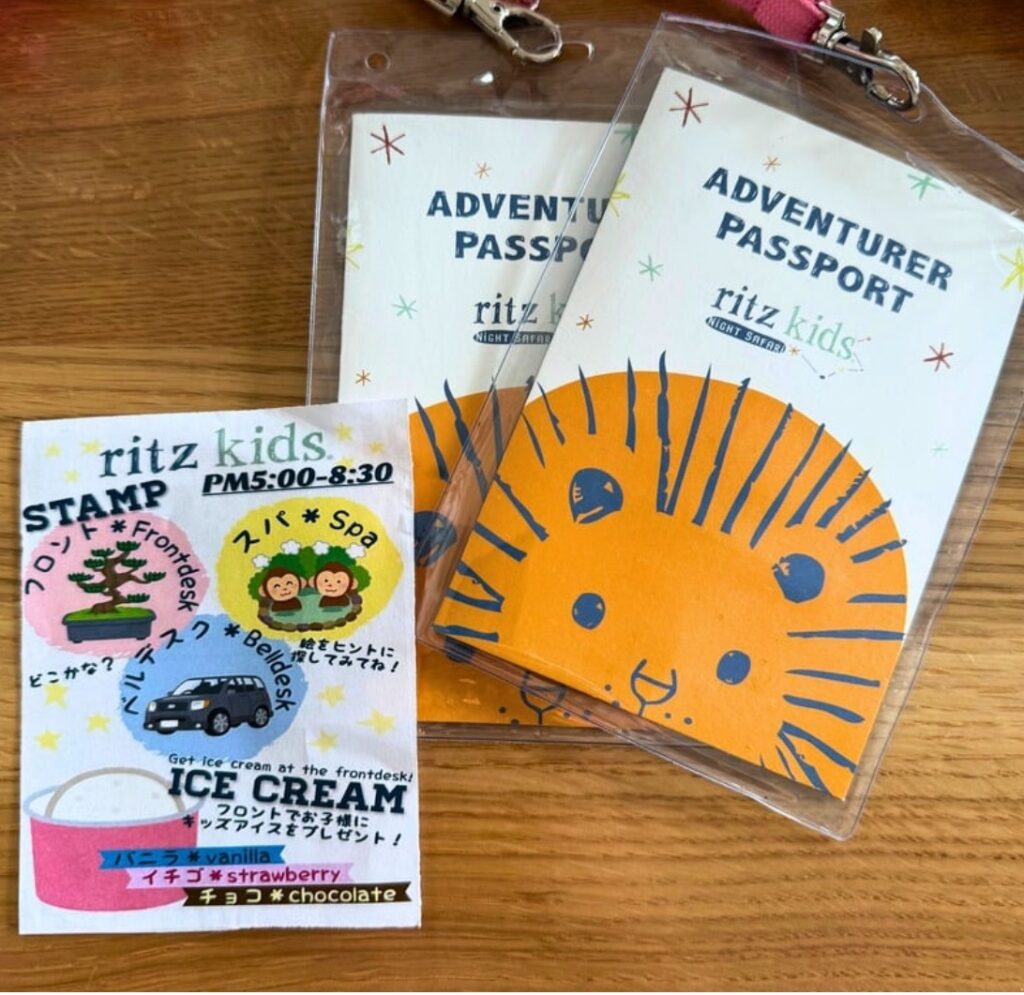 ADVENTU
PASSPO
ritz k
NIGHT SAFARI
ADVENTURER
PASSPORT
ritz kids
NIGHT SAFARI
ritz kids.
PM5:00-8:30
STAMP
フロント*Frontdesk
スパ*Spa
どこかな?
絵をヒントに
探してみてね!
ベルデスク*Belldesk
Get ice cream at the frontdesk!
ICE CREAM
フロントでお子様に
キッズアイスをプレゼント!
バニラ*vanilla
イチゴ*strawberry
チョコ*chocolate